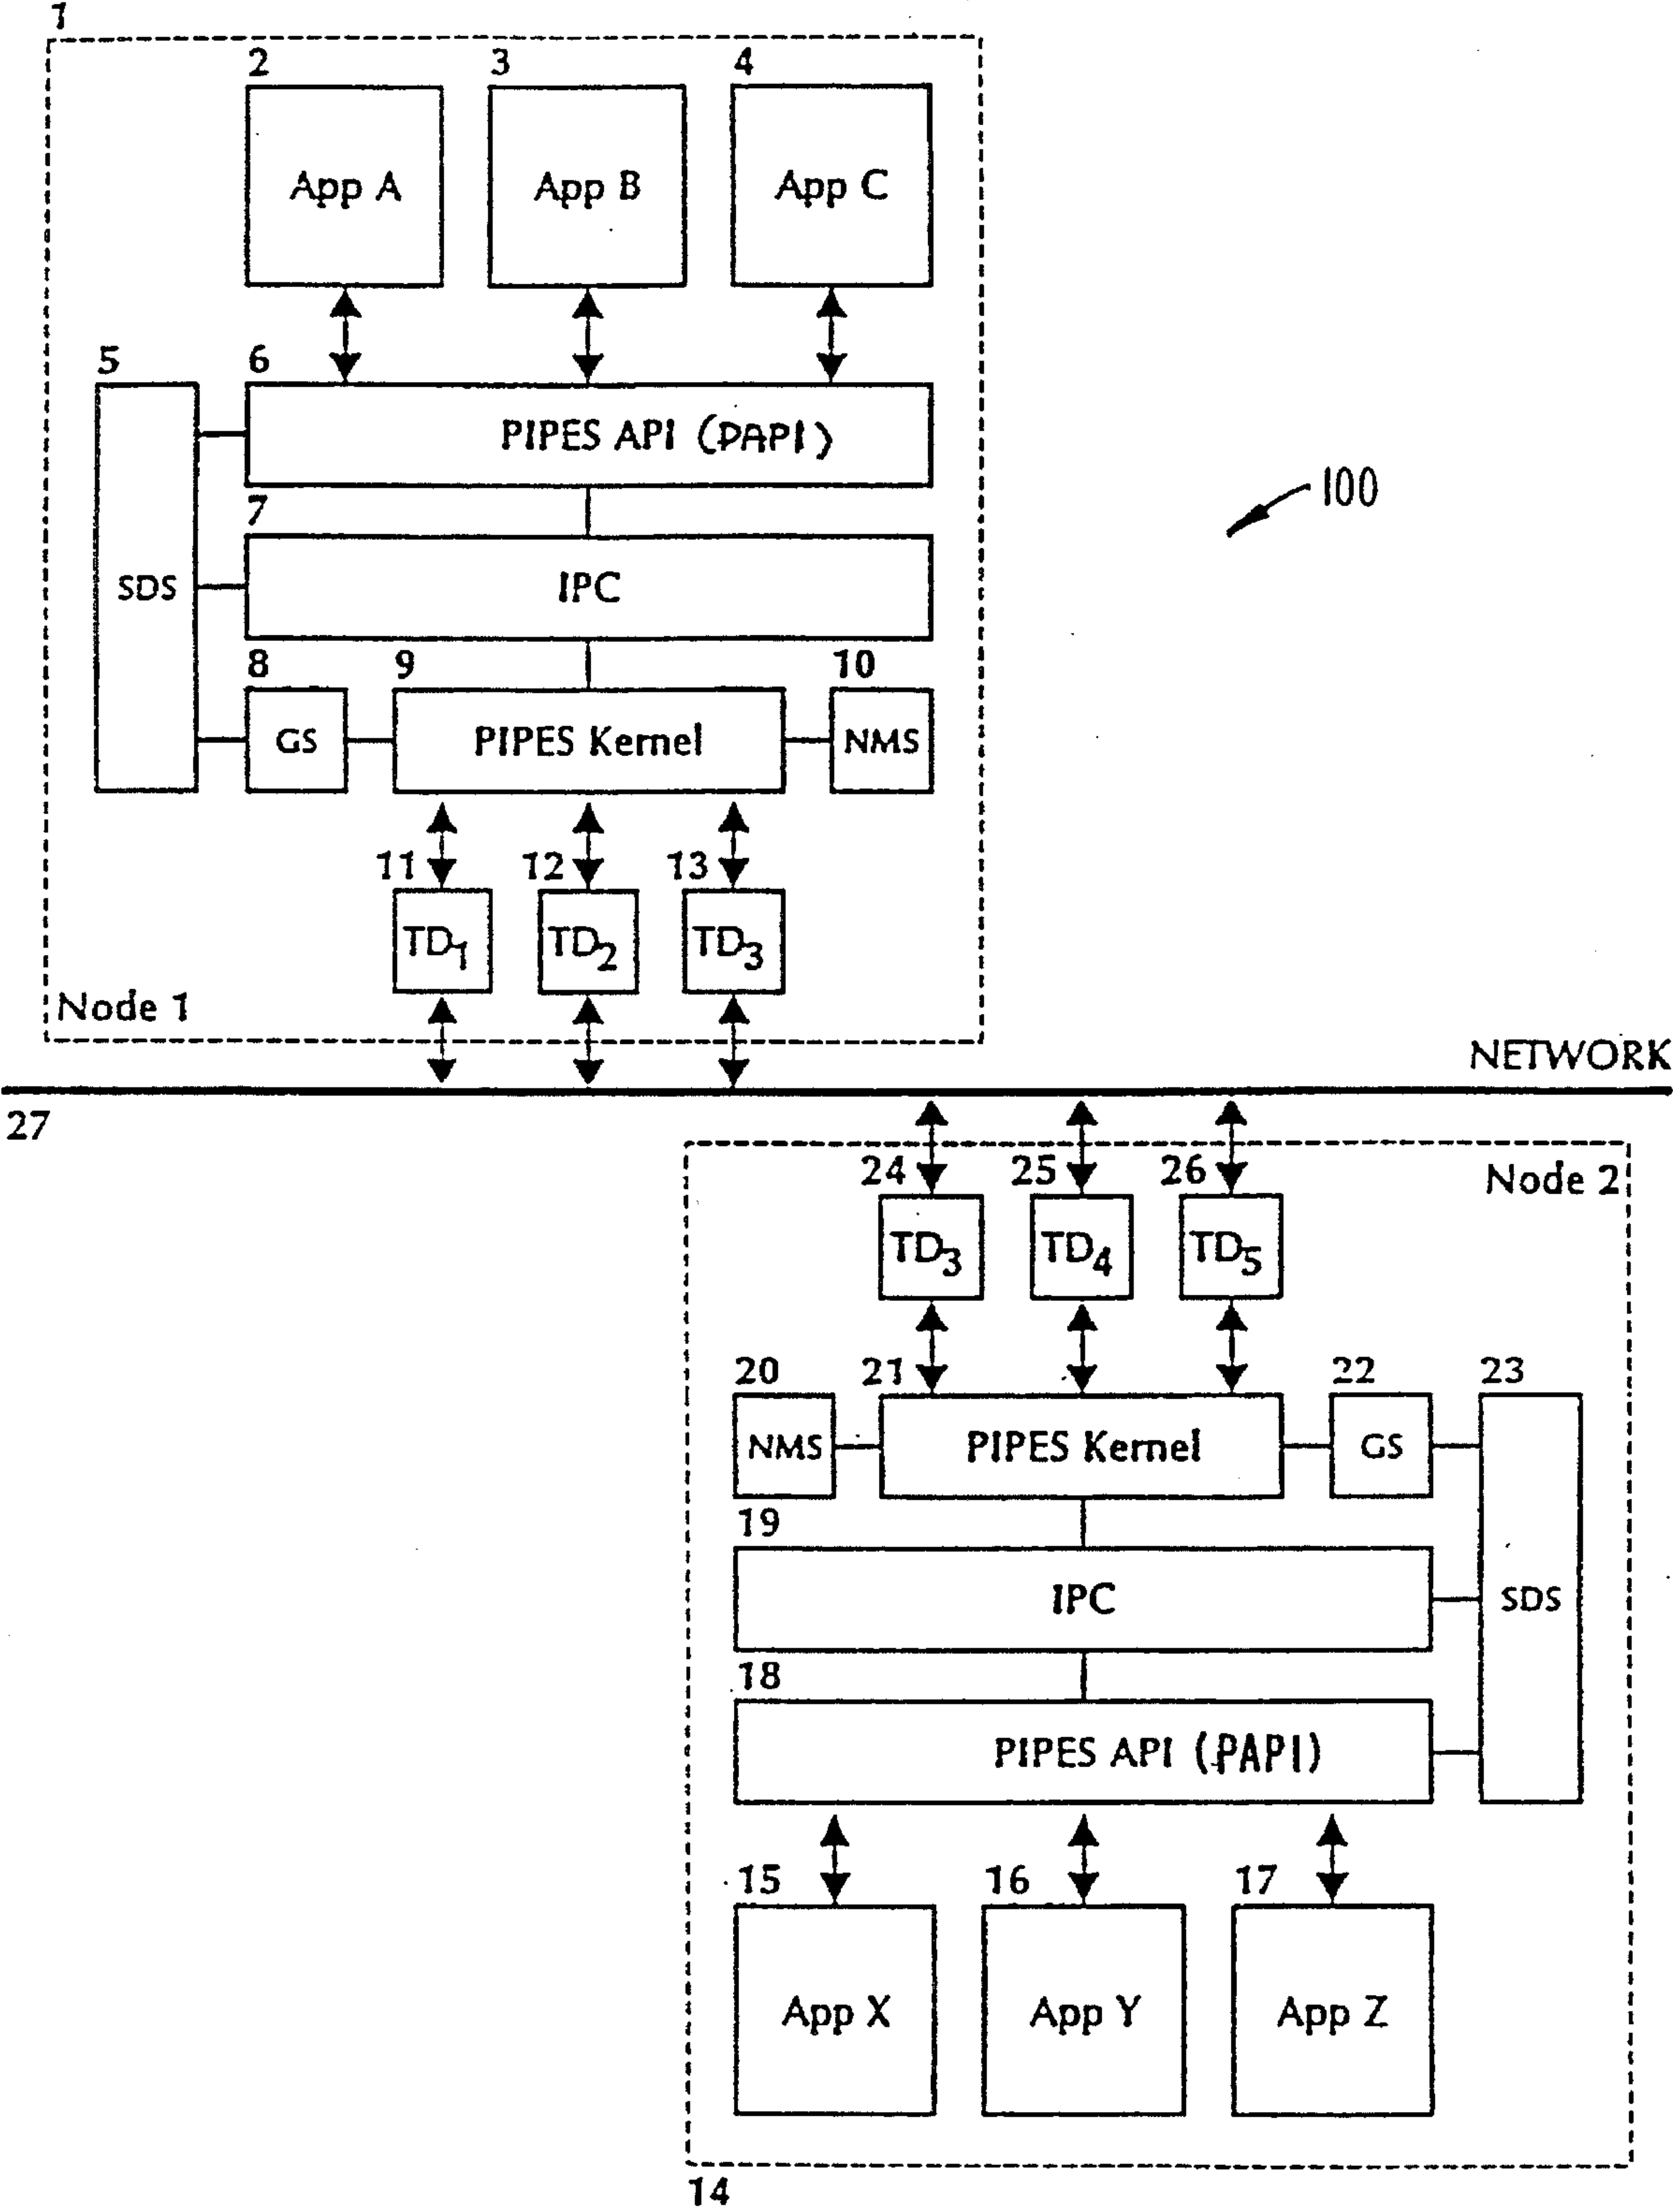 1
2 3 4
App A App B App C
5 6
PIPES API (PAPI)
100
7
SDS IPC
8 9 10
GS PIPES Kernel NMS
11 12 13
TD1 TD2 TD3
Node 1
NETWORK
27
24 25 26 Node 2
TD3 TD4 TD5
20 21 22 23
NMS PIPES Kernel GS
19
IPC SDS
18
PIPES API (PAPI)
15 16 17
App X App Y App Z
14